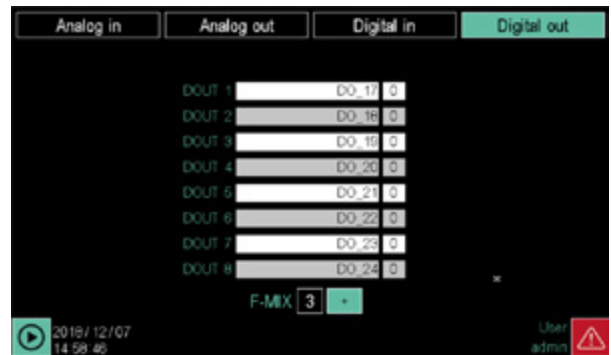 Analog in Analog out Digital in Digital out
DOUT 1 DO_17 0
DOUT 2 DO_18 0
DOUT 3 DO_19 0
DOUT 4 DO_20 0
DOUT 5 DO_21 0
DOUT 6 DO_22 0
DOUT 7 DO_23 0
DOUT 8 DO_24 0
F-MIX 3 +
2018/12/07 User
14:58:46 admin